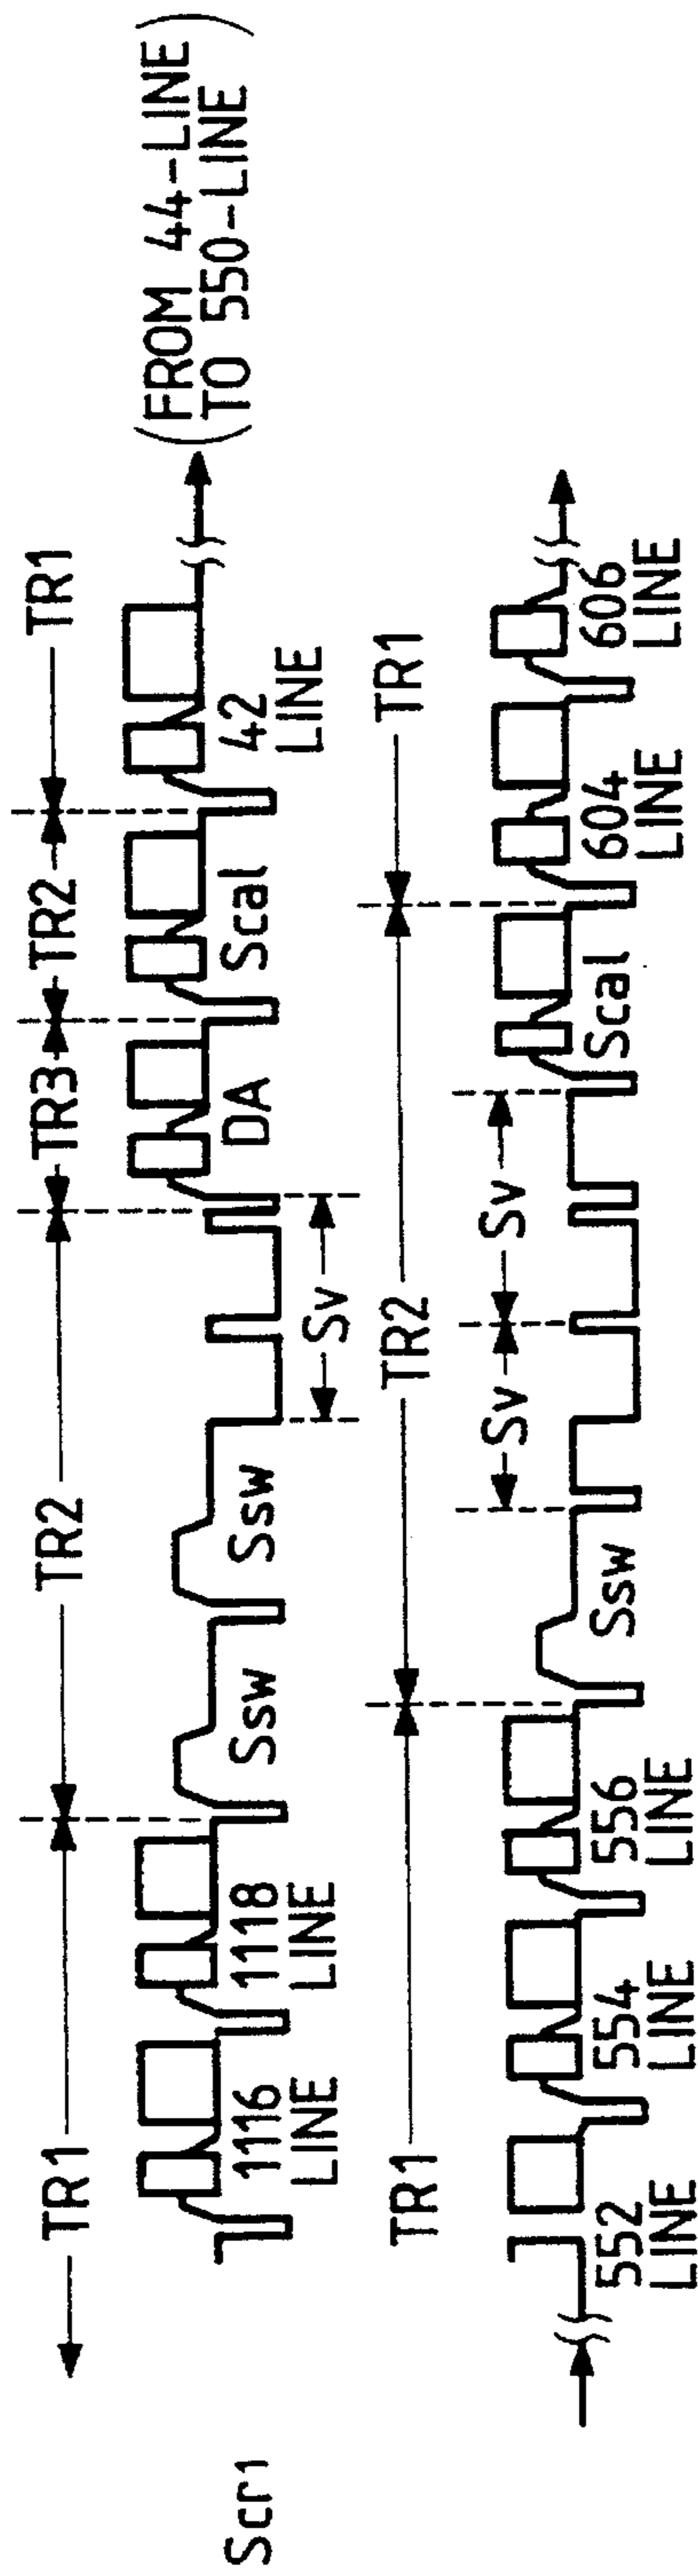 Scr1
TR1
TR2
TR3
TR2
TR1
1116
LINE
1118
LINE
Ssw
Ssw
Sv
DA
Scal
42
LINE
(FROM 44-LINE
TO 550-LINE)
TR1
TR2
TR1
552
LINE
554
LINE
556
LINE
Ssw
Sv
Sv
Scal
604
LINE
606
LINE